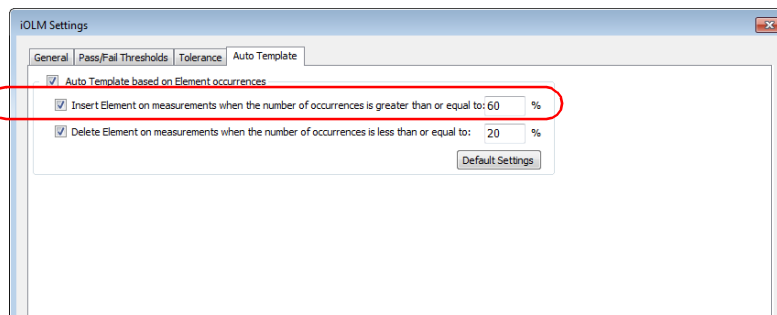 iOLM Settings
General Pass/Fail Thresholds Tolerance Auto Template
Auto Template based on Element occurrences
Insert Element on measurements when the number of occurrences is greater than or equal to: 60 %
Delete Element on measurements when the number of occurrences is less than or equal to: 20 %
Default Settings